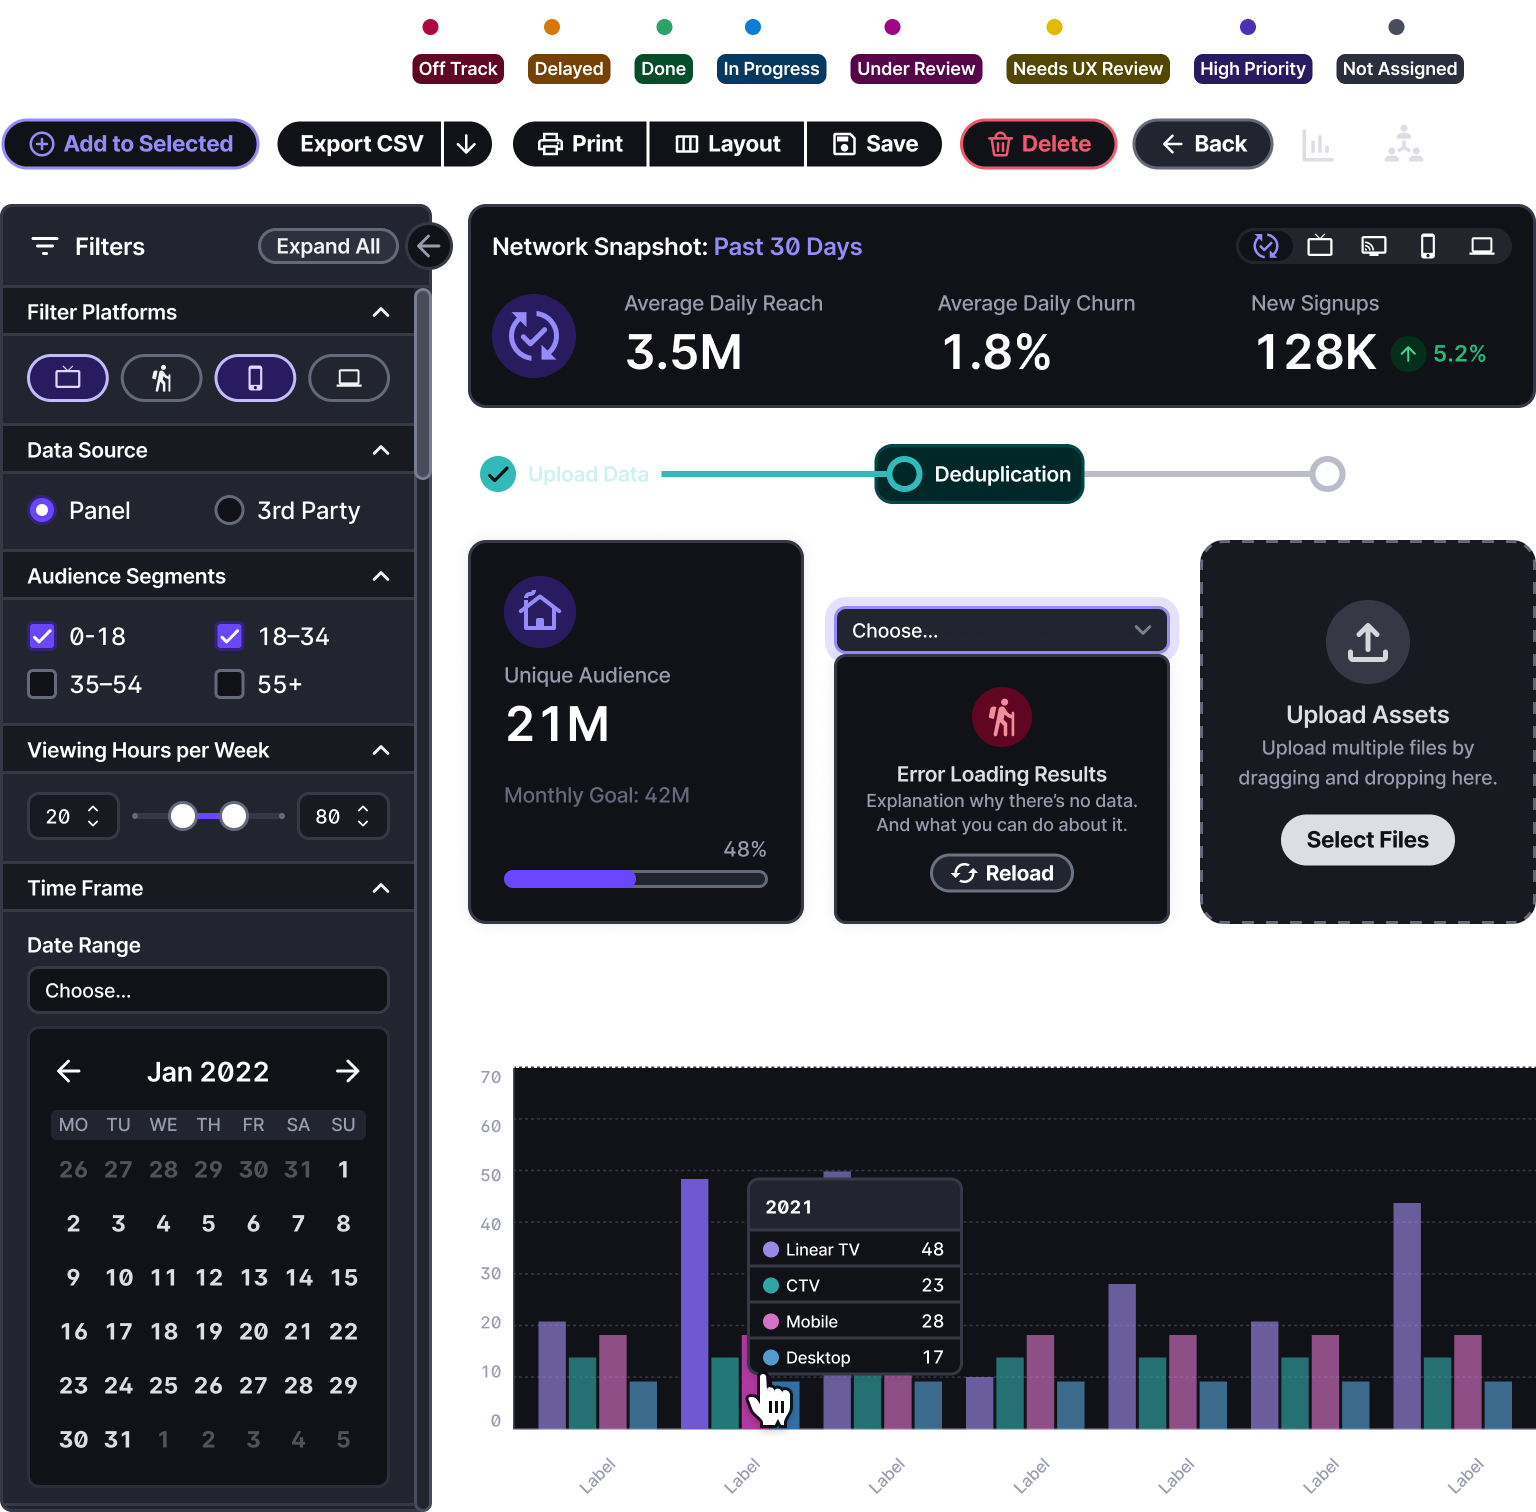 Off Track
Delayed
Done
In Progress
Under Review
Needs UX Review
High Priority
Not Assigned
Add to Selected
Export CSV
Print
Layout
Save
Delete
Back
Filters
Expand All
Filter Platforms
Data Source
Panel
3rd Party
Audience Segments
0-18
18–34
35–54
55+
Viewing Hours per Week
20
80
Time Frame
Date Range
Choose...
Jan 2022
MO TU WE TH FR SA SU
26 27 28 29 30 31 1
2 3 4 5 6 7 8
9 10 11 12 13 14 15
16 17 18 19 20 21 22
23 24 25 26 27 28 29
30 31 1 2 3 4 5
Network Snapshot: Past 30 Days
Average Daily Reach
3.5M
Average Daily Churn
1.8%
New Signups
128K
5.2%
Upload Data
Deduplication
Unique Audience
21M
Monthly Goal: 42M
48%
Choose...
Error Loading Results
Explanation why there's no data.
And what you can do about it.
Reload
Upload Assets
Upload multiple files by
dragging and dropping here.
Select Files
70
60
50
40
30
20
10
0
2021
Linear TV 48
CTV 23
Mobile 28
Desktop 17
Label
Label
Label
Label
Label
Label
Label